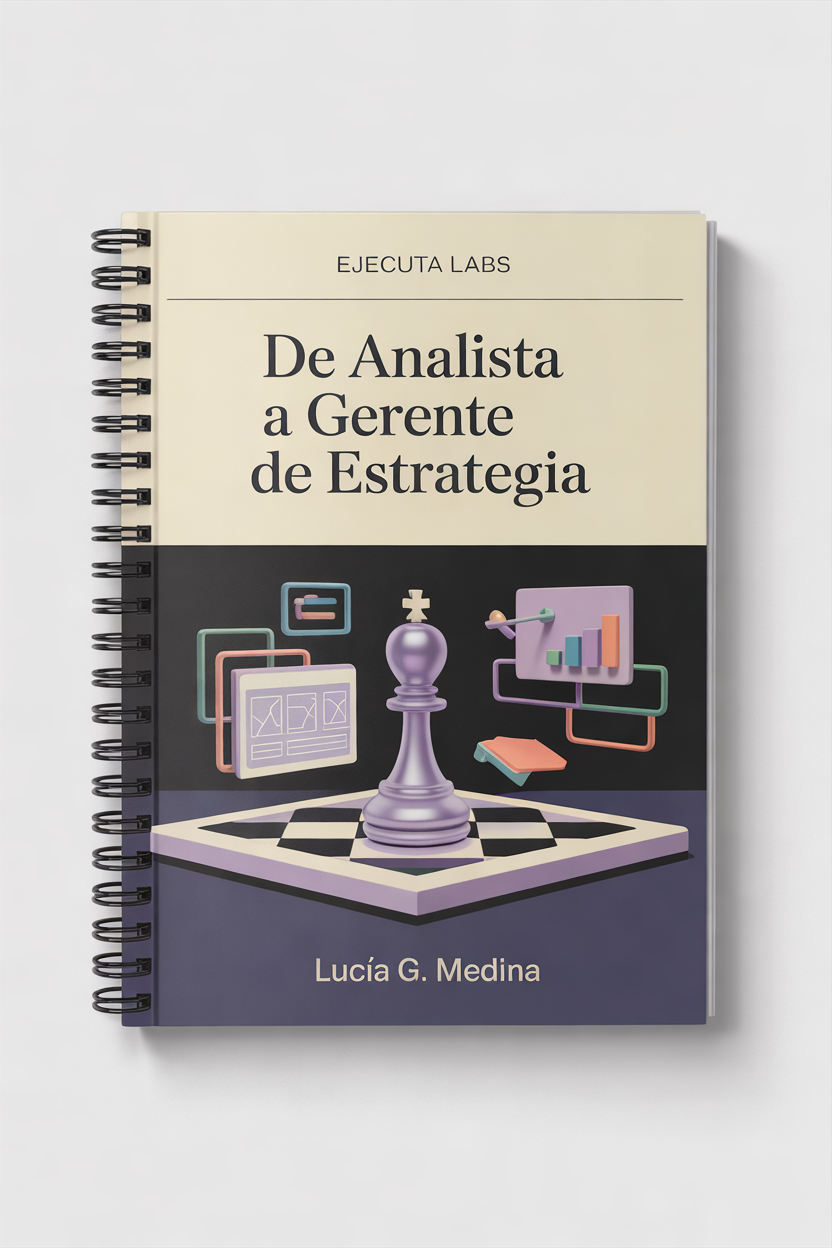 EJECUTA LABS
De Analista
a Gerente
de Estrategia
Lucía G. Medina